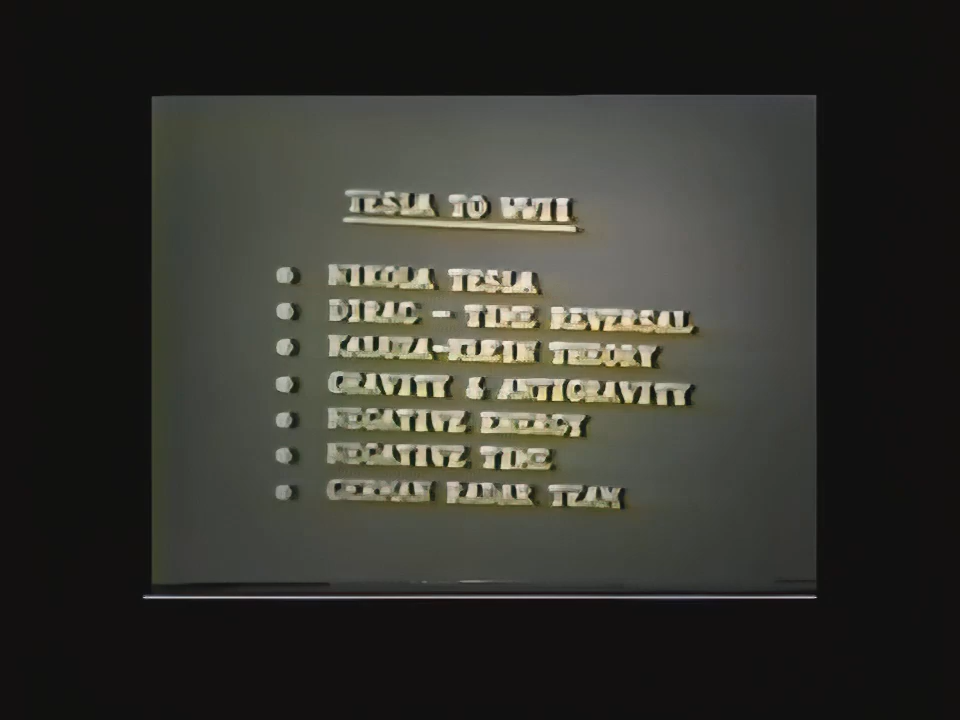 TESLA TO WWII
NIKOLA TESLA
DIRAC - TIME REVERSAL
KALUZA-KLEIN THEORY
GRAVITY & ANTIGRAVITY
NEGATIVE ENERGY
NEGATIVE TIME
GERMAN RADAR TEAM